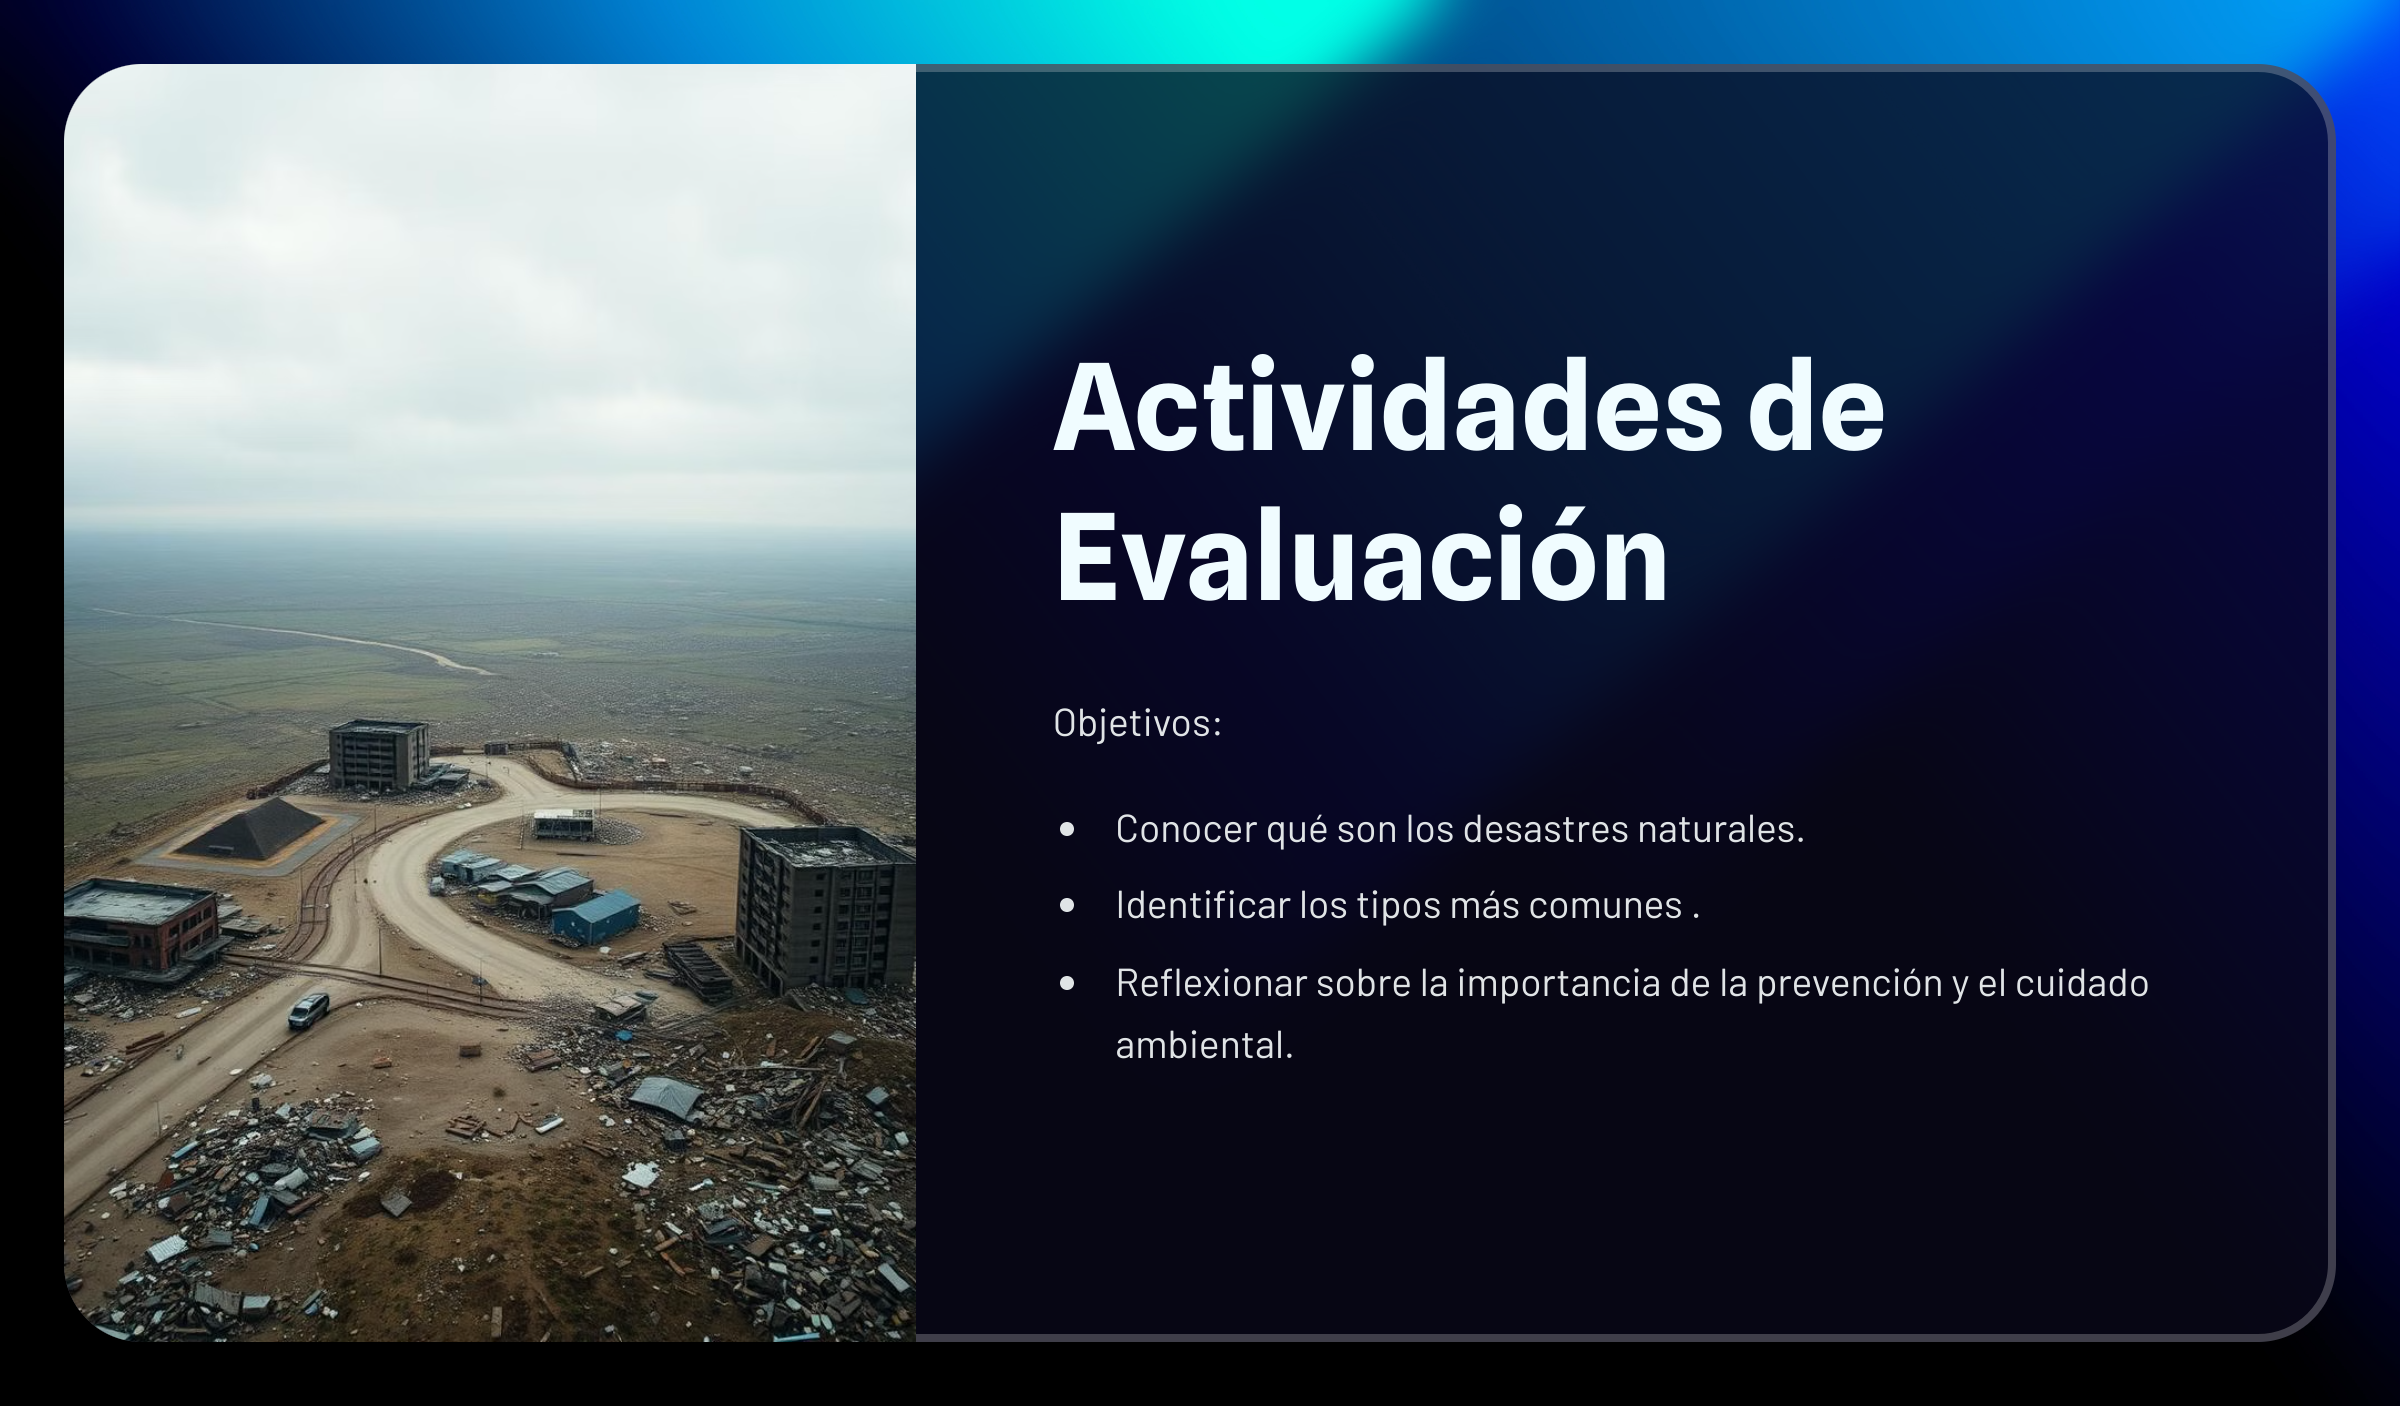 Actividades de
Evaluación
Objetivos:
• Conocer qué son los desastres naturales.
• Identificar los tipos más comunes .
• Reflexionar sobre la importancia de la prevención y el cuidado
ambiental.